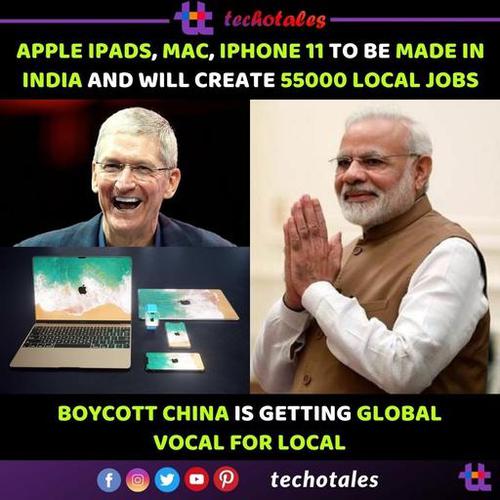 techotales
APPLE IPADS, MAC, IPHONE 11 TO BE MADE IN
INDIA AND WILL CREATE 55000 LOCAL JOBS
BOYCOTT CHINA IS GETTING GLOBAL
VOCAL FOR LOCAL
techotales